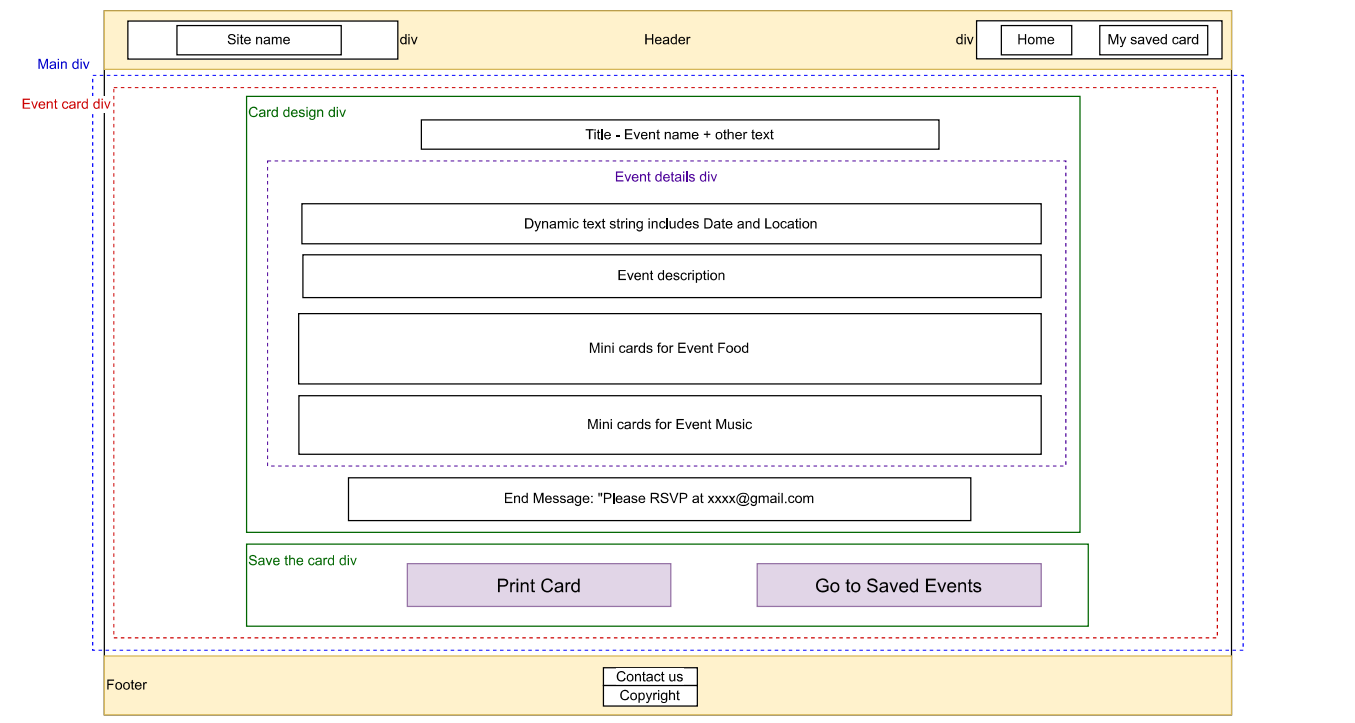 Site name
div
Header
div
Home
My saved card
Main div
Event card div
Card design div
Title - Event name + other text
Event details div
Dynamic text string includes Date and Location
Event description
Mini cards for Event Food
Mini cards for Event Music
End Message: "Please RSVP at xxxx@gmail.com
Save the card div
Print Card
Go to Saved Events
Footer
Contact us
Copyright